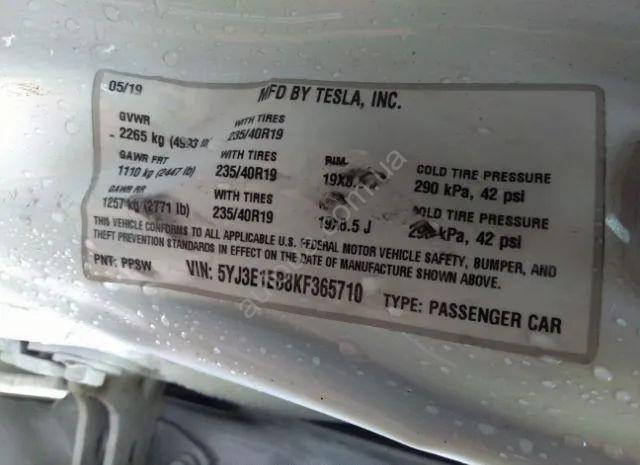 05/19 MFD BY TESLA, INC.
GVWR WITH TIRES
2265 kg 235/40R19
GAWR FRT WITH TIRES RIM COLD TIRE PRESSURE
1110 kg (2447 lb) 235/40R19 290 kPa, 42 psi
GAWR RR WITH TIRES COLD TIRE PRESSURE
1257 kg (2771 lb) 235/40R19 kPa, 42 psi
THIS VEHICLE CONFORMS TO ALL APPLICABLE U.S. FEDERAL MOTOR VEHICLE SAFETY, BUMPER, AND
THEFT PREVENTION STANDARDS IN EFFECT ON THE DATE OF MANUFACTURE SHOWN ABOVE.
PNT: PPSW VIN: 5YJ3E1EB8KF365710 TYPE: PASSENGER CAR